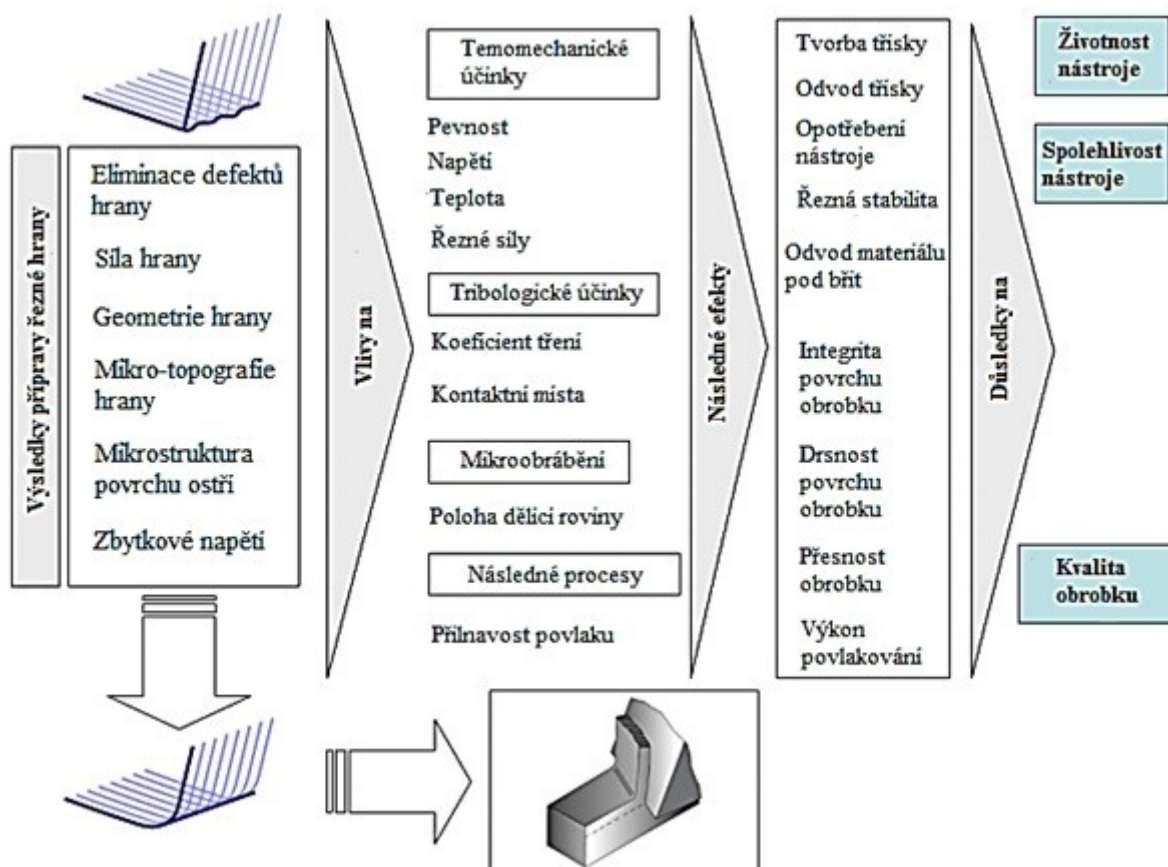 Výsledky přípravy řezné hrany
Eliminace defektů
hrany
Síla hrany
Geometrie hrany
Mikro-topografie
hrany
Mikrostruktura
povrchu ostří
Zbytkové napětí
Vlivy na
Temomechanické
účinky
Pevnost
Napětí
Teplota
Řezné síly
Tribologické účinky
Koeficient tření
Kontaktní místa
Mikroobrábění
Poloha dělící roviny
Následné procesy
Přilnavost povlaku
Následné efekty
Tvorba třísky
Odvod třísky
Opotřebení
nástroje
Řezná stabilita
Odvod materiálu
pod břit
Integrita
povrchu
obrobku
Drsnost
povrchu
obrobku
Přesnost
obrobku
Výkon
povlakování
Důsledky na
Životnost
nástroje
Spolehlivost
nástroje
Kvalita
obrobku